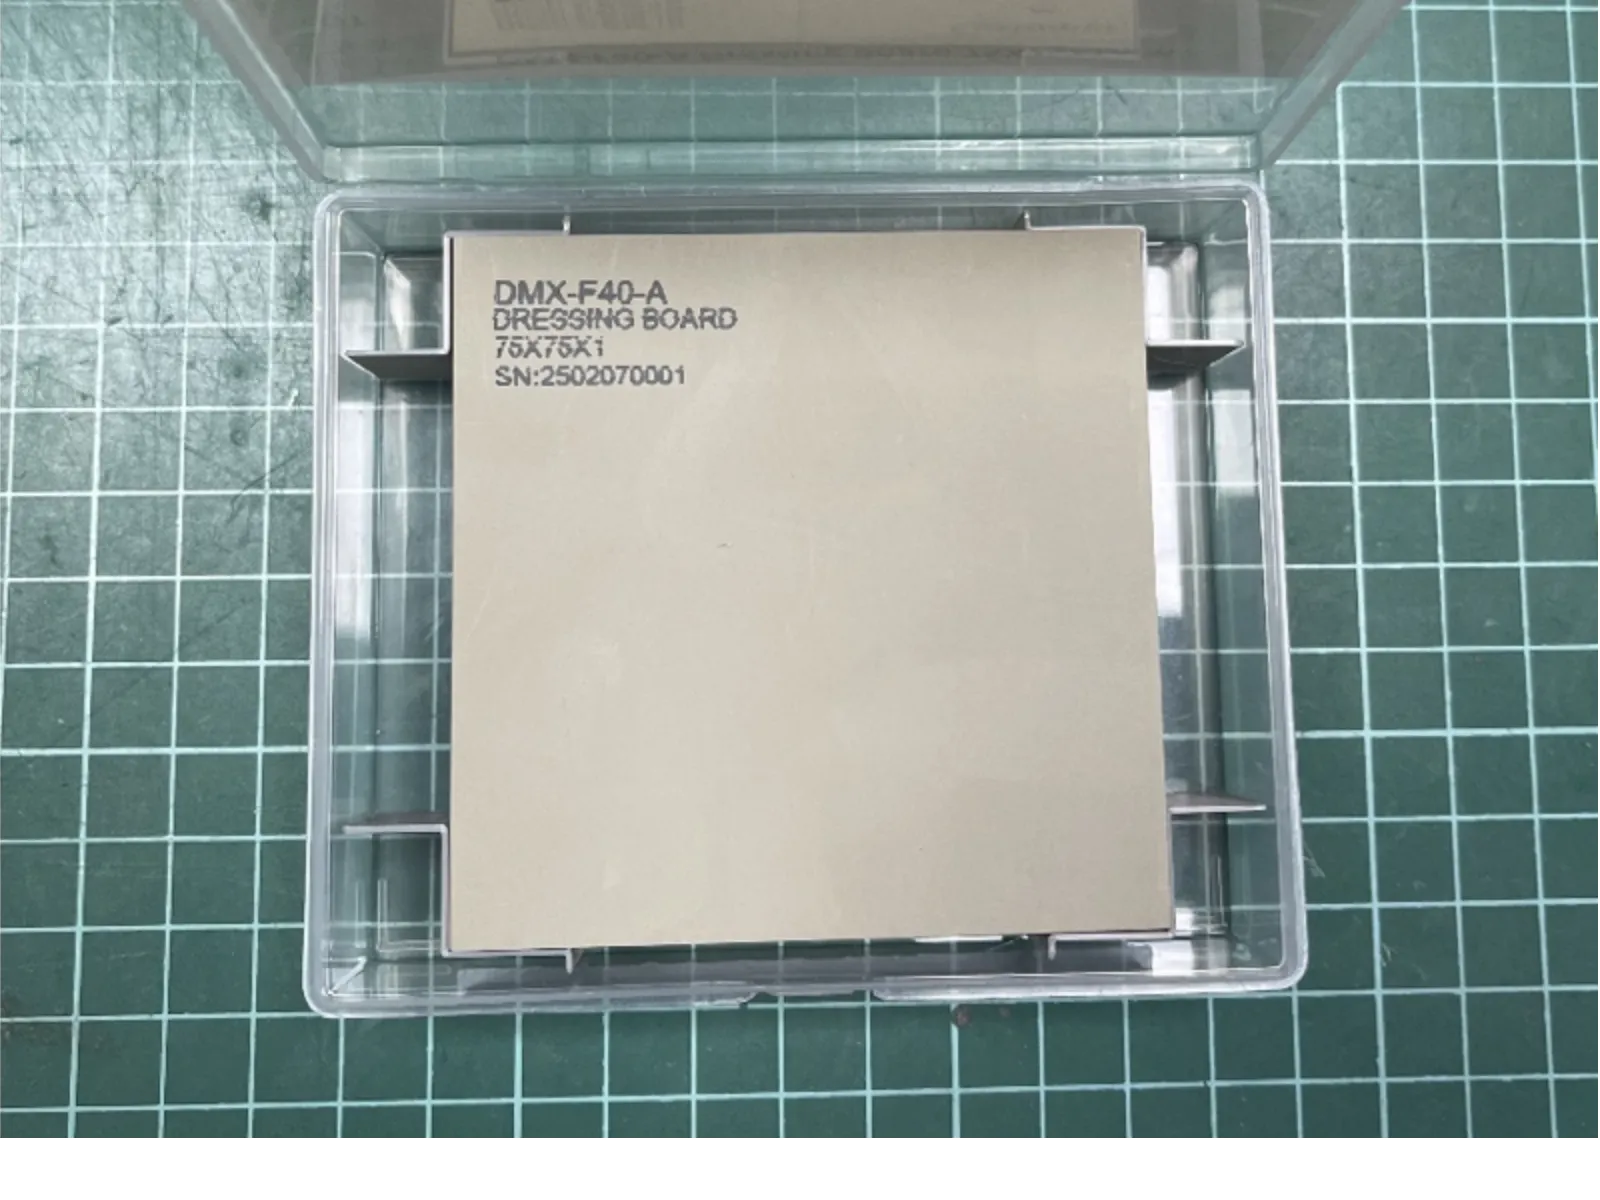 DMX-F40-A
DRESSING BOARD
75X75X1
SN:2502070001